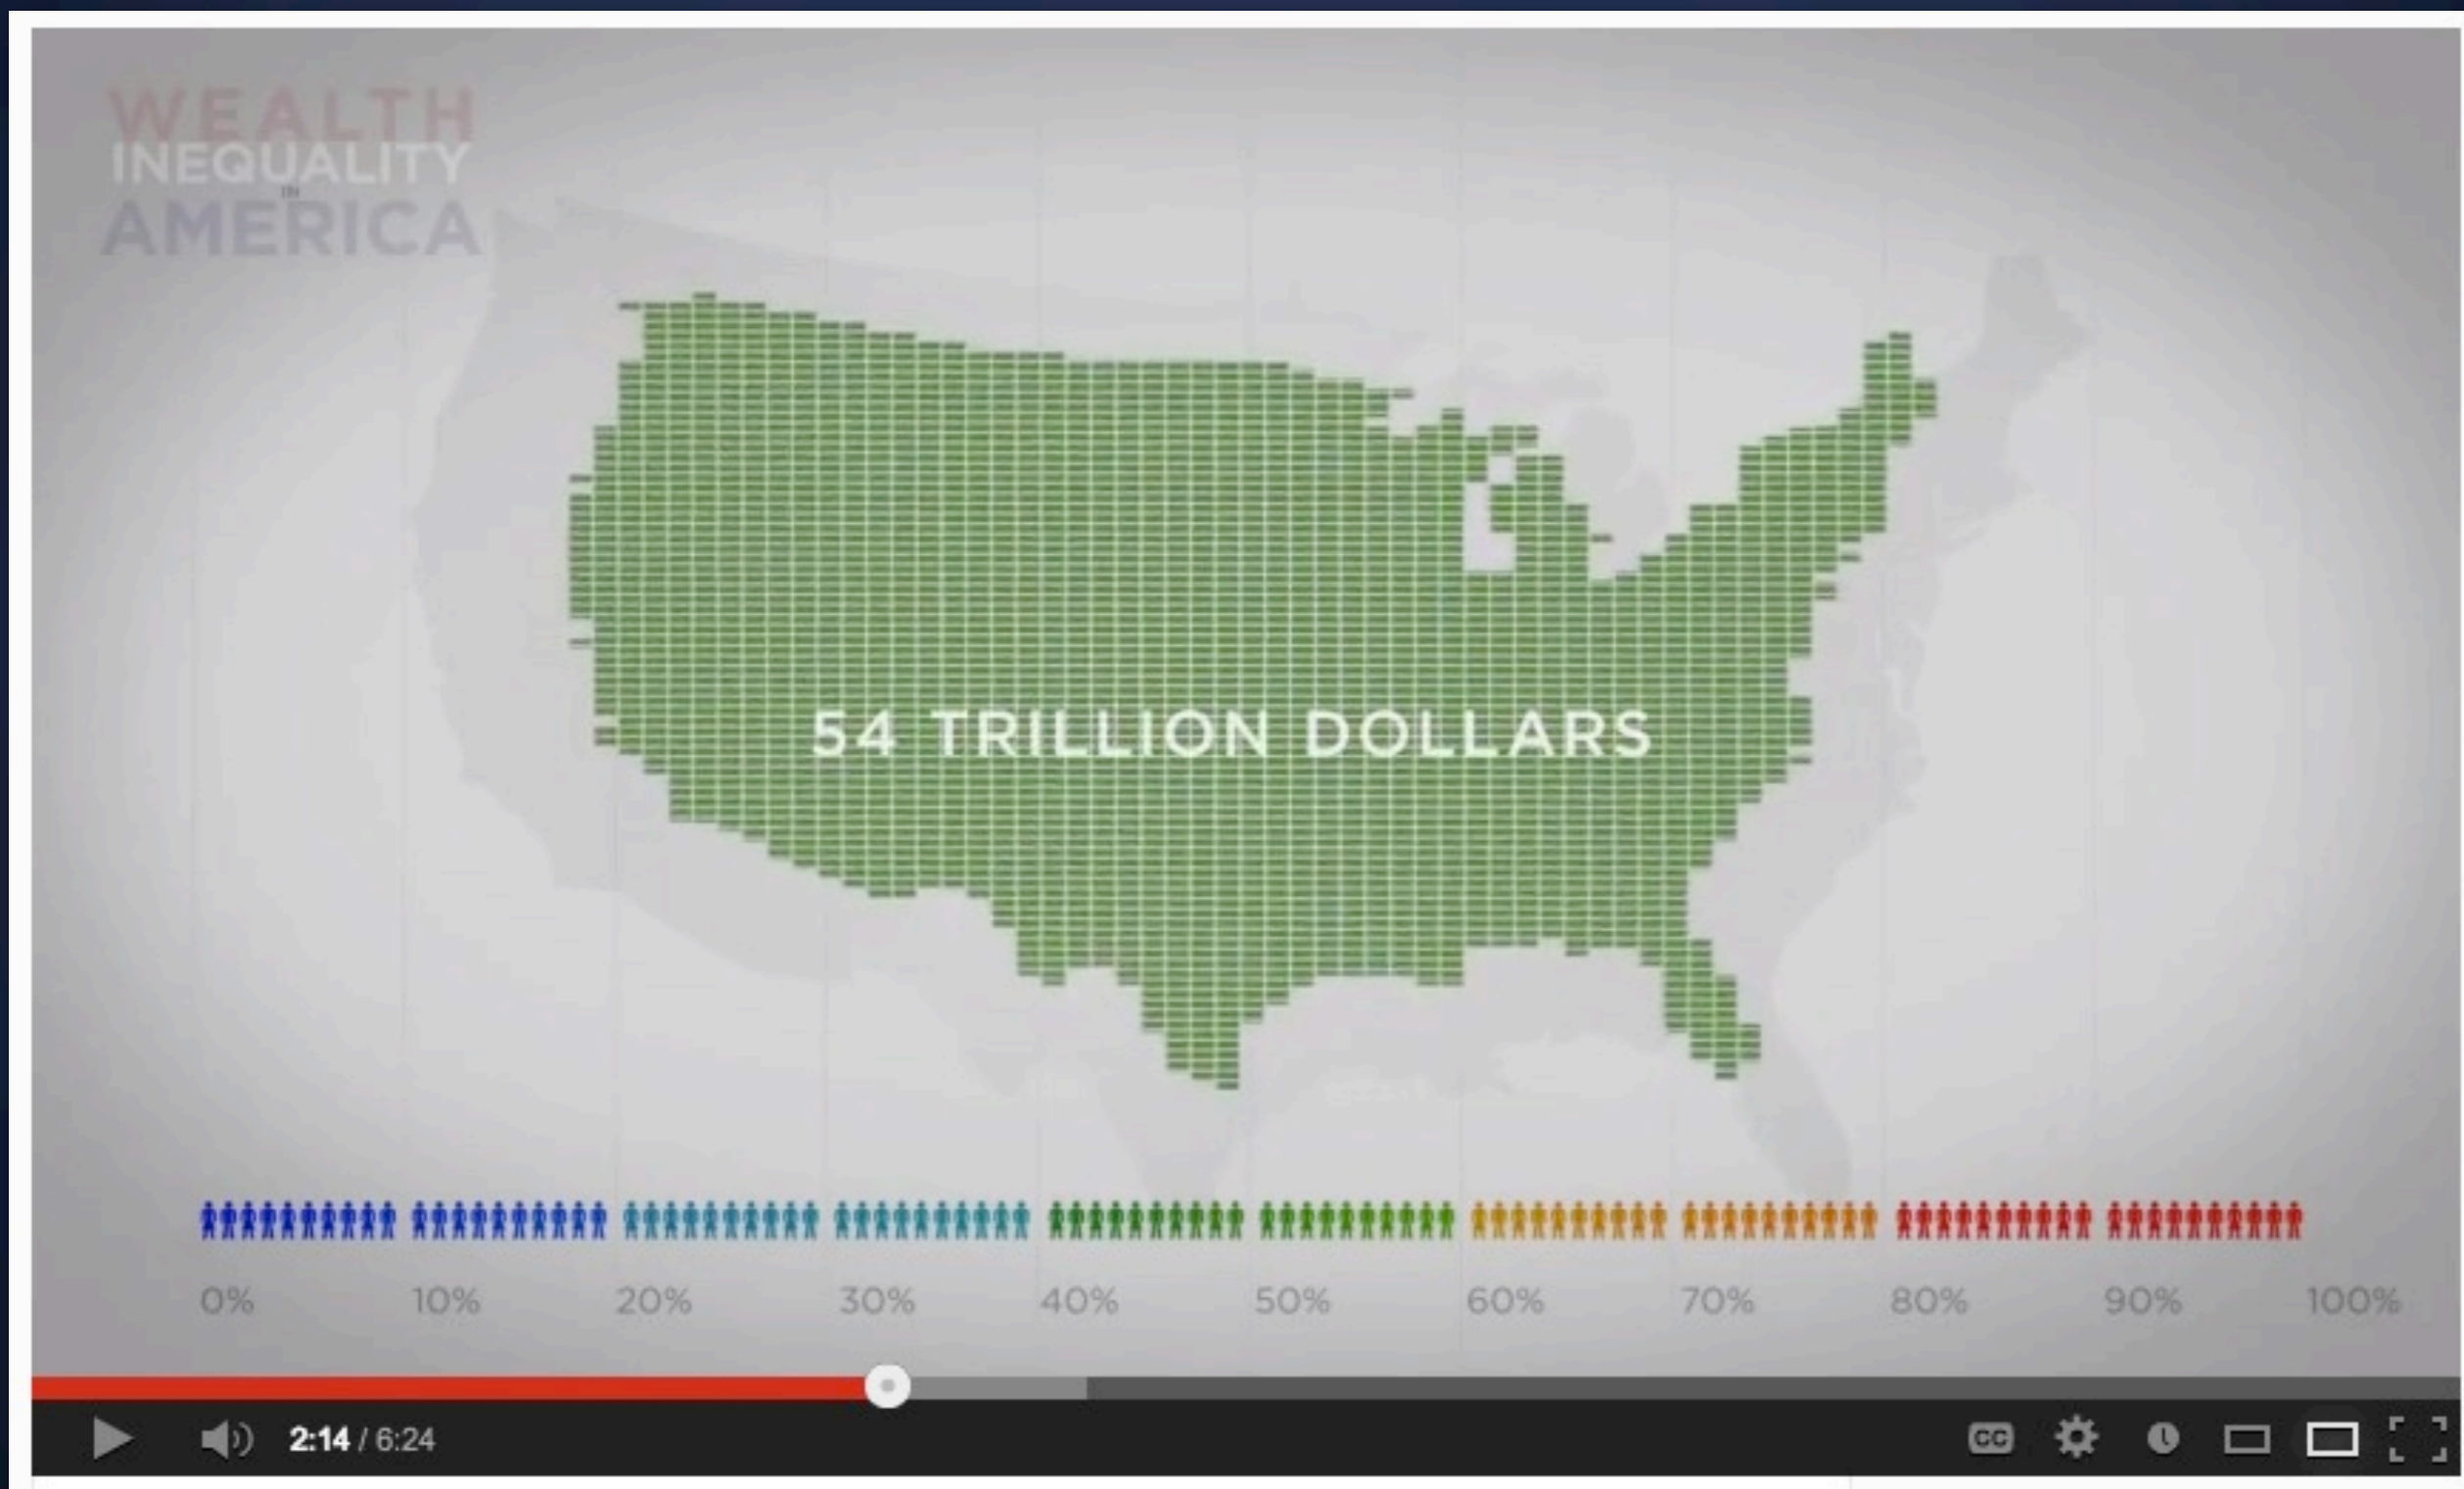 WEALTH
INEQUALITY
IN
AMERICA
54 TRILLION DOLLARS
0% 10% 20% 30% 40% 50% 60% 70% 80% 90% 100%
2:14 / 6:24
CC